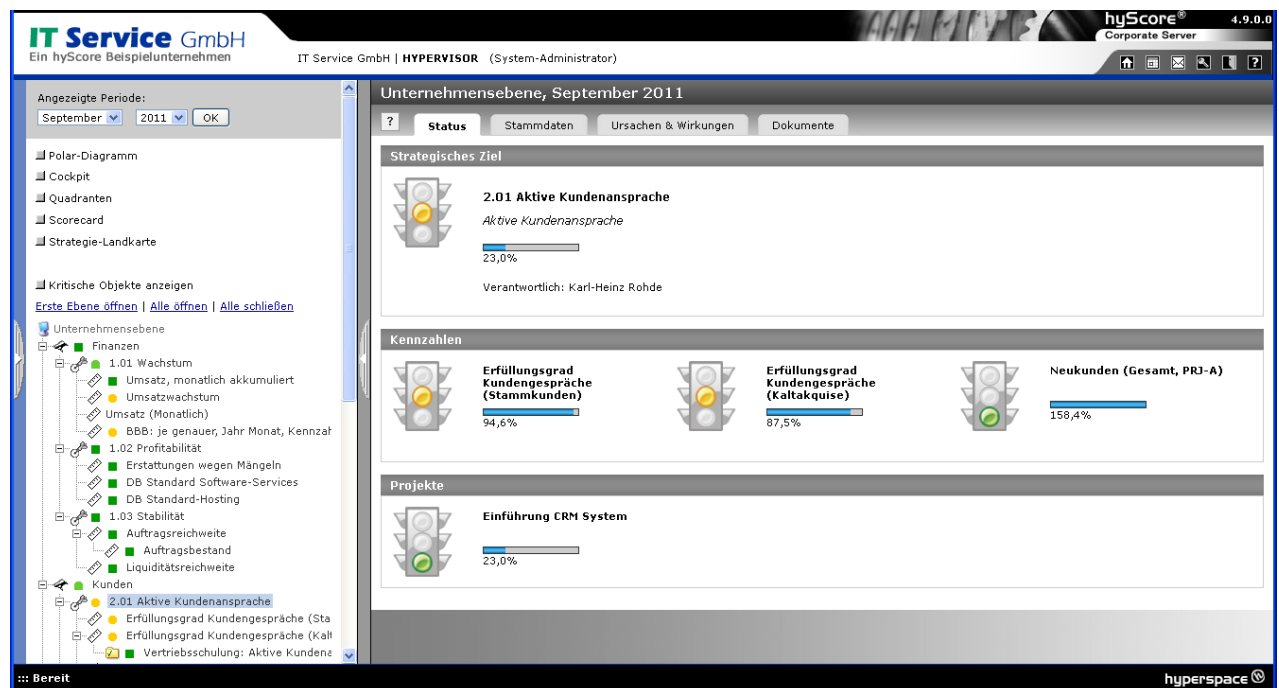 IT Service GmbH
Ein hyScore Beispielunternehmen
IT Service GmbH | HYPERVISOR (System-Administrator)
hyScore® 4.9.0.0
Corporate Server
Angezeigte Periode:
September 2011 OK
Polar-Diagramm
Cockpit
Quadranten
Scorecard
Strategie-Landkarte
Kritische Objekte anzeigen
Erste Ebene öffnen | Alle öffnen | Alle schließen
Unternehmensebene
Finanzen
1.01 Wachstum
Umsatz, monatlich akkumuliert
Umsatzwachstum
Umsatz (Monatlich)
BBB: je genauer, Jahr Monat, Kennzah
1.02 Profitabilität
Erstattungen wegen Mängeln
DB Standard Software-Services
DB Standard-Hosting
1.03 Stabilität
Auftragsreichweite
Auftragsbestand
Liquiditätsreichweite
Kunden
2.01 Aktive Kundenansprache
Erfüllungsgrad Kundengespräche (Sta
Erfüllungsgrad Kundengespräche (Kalt
Vertriebsschulung: Aktive Kundena
Unternehmensebene, September 2011
? Status Stammdaten Ursachen & Wirkungen Dokumente
Strategisches Ziel
2.01 Aktive Kundenansprache
Aktive Kundenansprache
23,0%
Verantwortlich: Karl-Heinz Rohde
Kennzahlen
Erfüllungsgrad
Kundengespräche
(Stammkunden)
94,6%
Erfüllungsgrad
Kundengespräche
(Kaltakquise)
87,5%
Neukunden (Gesamt, PRJ-A)
158,4%
Projekte
Einführung CRM System
23,0%
::: Bereit
hyperspace